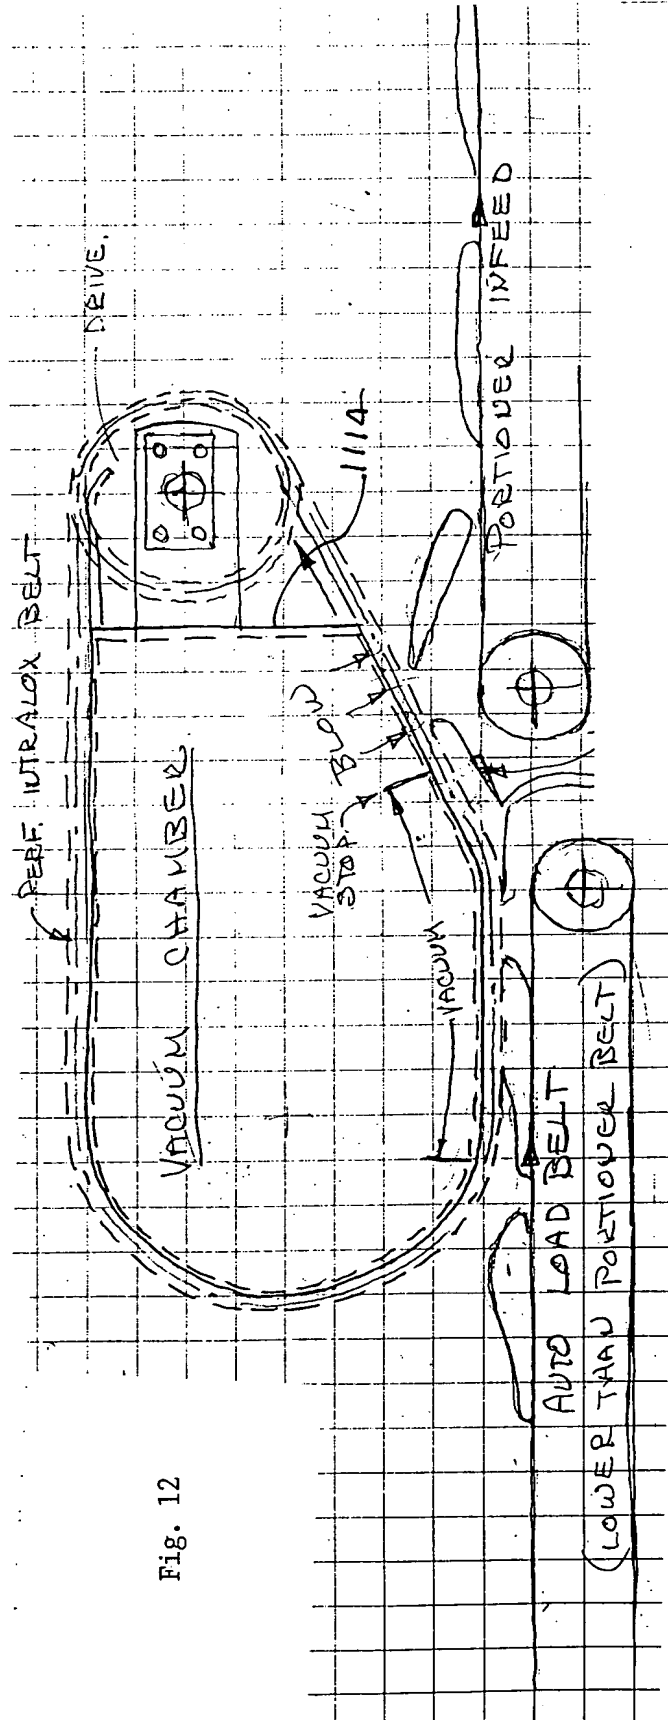 PERF. INTRALOX BELT
DRIVE.
VACUUM CHAMBER
1114
BLOW
VACUUM
STOP.
VACUUM
PORTIONER INFEED
AUTO LOAD BELT
(LOWER THAN PORTIONER BELT)
Fig. 12